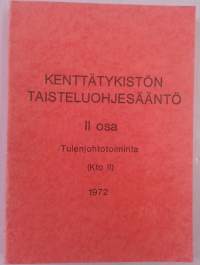 KENTTÄTYKISTÖN
TAISTELUOHJESÄÄNTÖ
II osa
Tulenjohtotoiminta
(Kto II)
1972